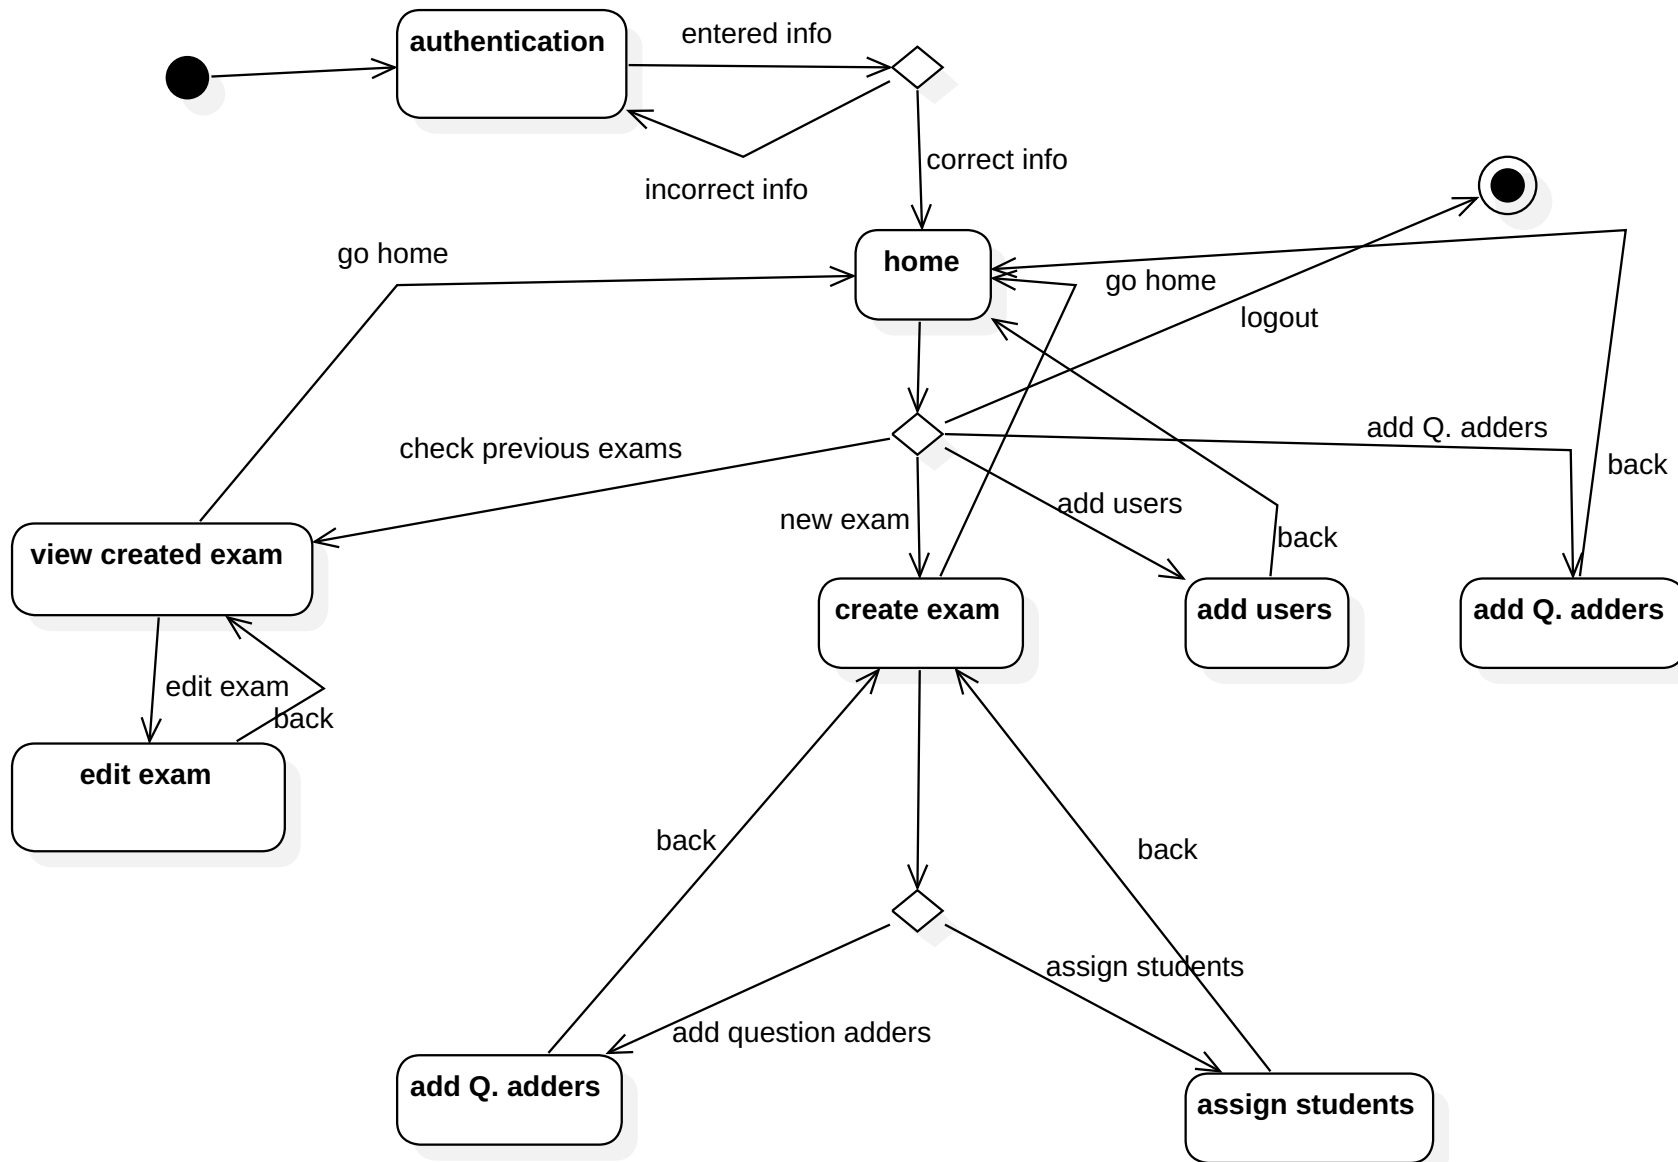 entered info
authentication
correct info
incorrect info
go home
home
go home
logout
add Q. adders
check previous exams
back
add users
new exam
back
view created exam
create exam
add users
add Q. adders
edit exam
back
edit exam
back
back
assign students
add question adders
add Q. adders
assign students